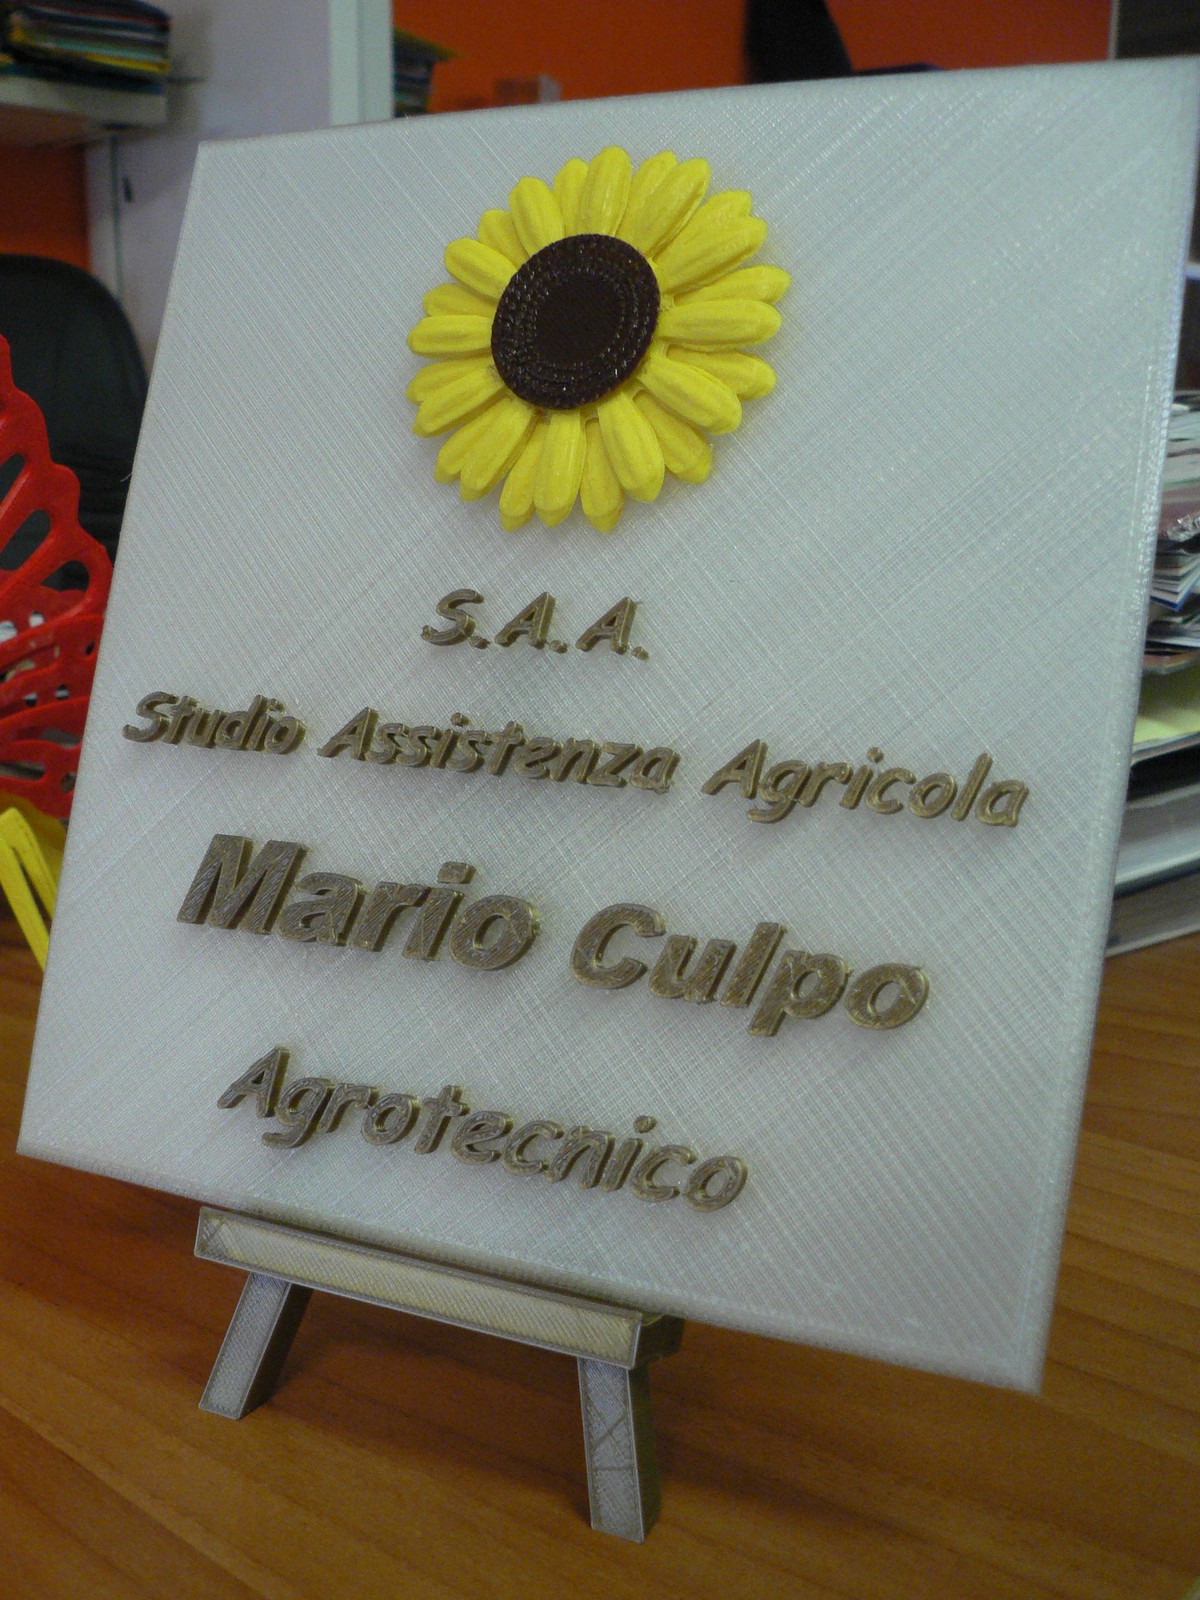 S.A.A.
Studio Assistenza Agricola
Mario Culpo
Agrotecnico